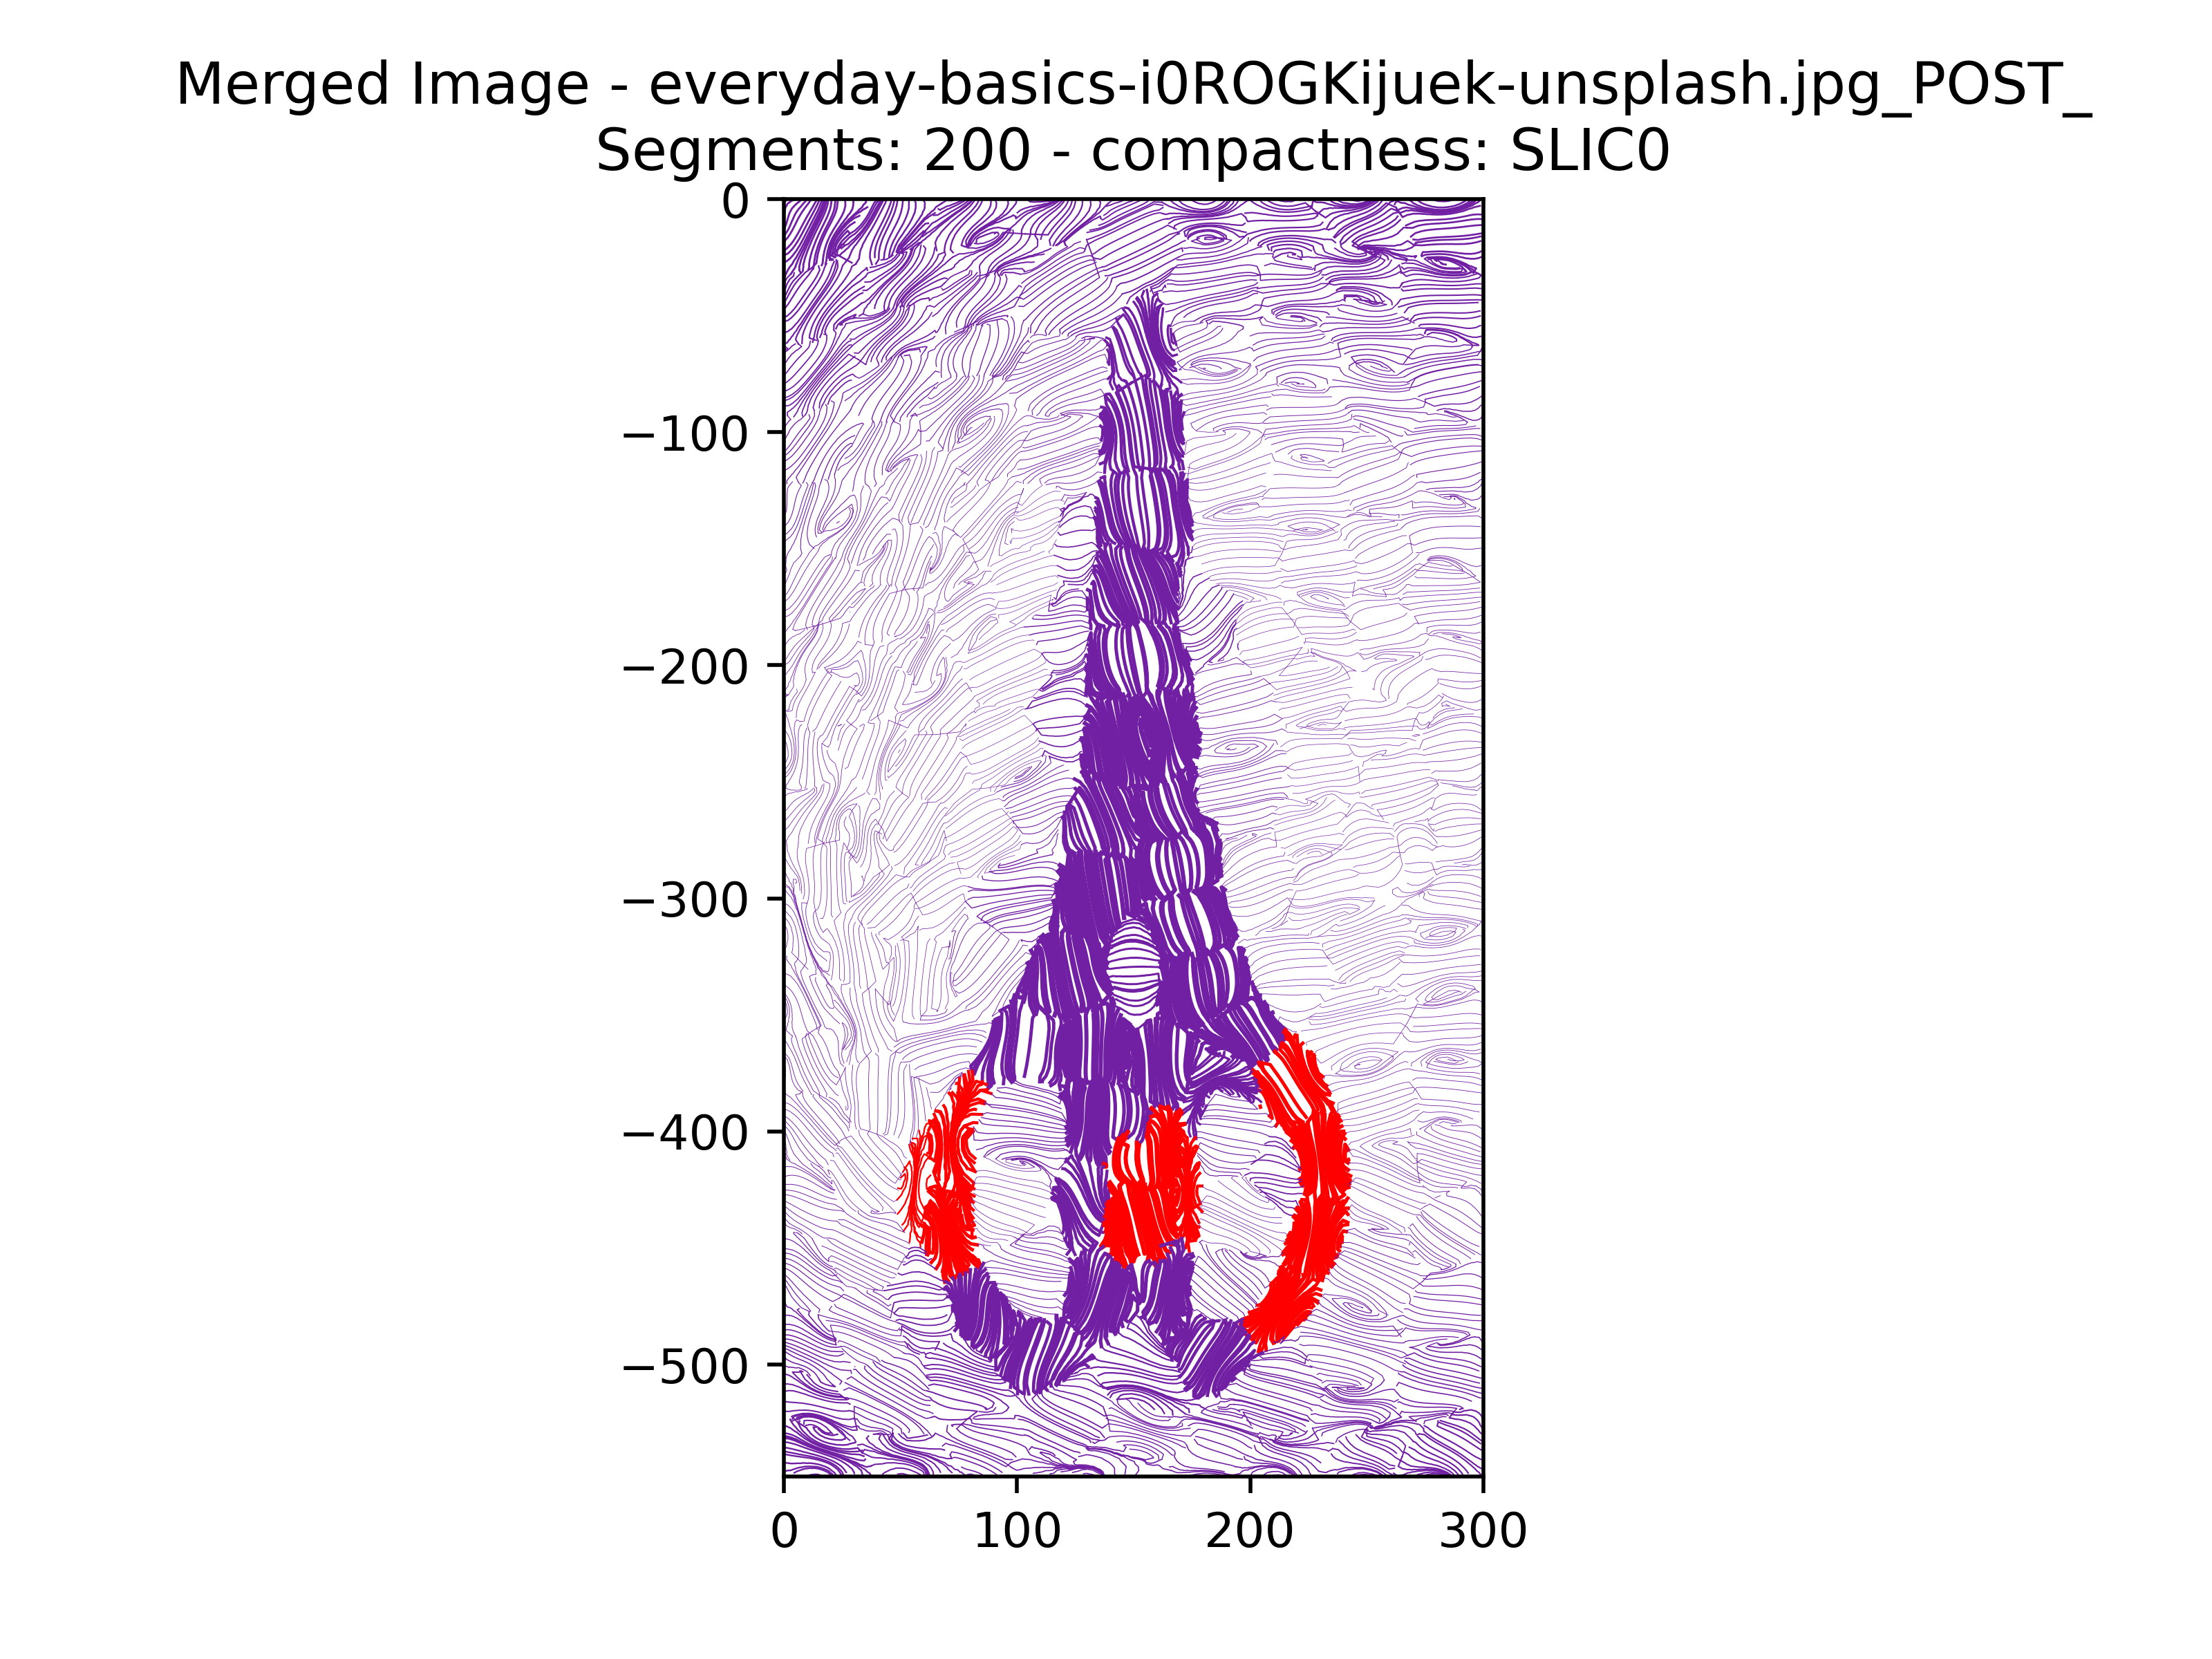 Merged Image - everyday-basics-i0ROGKijuek-unsplash.jpg_POST_
Segments: 200 - compactness: SLIC0
0
−100
−200
−300
−400
−500
0 100 200 300